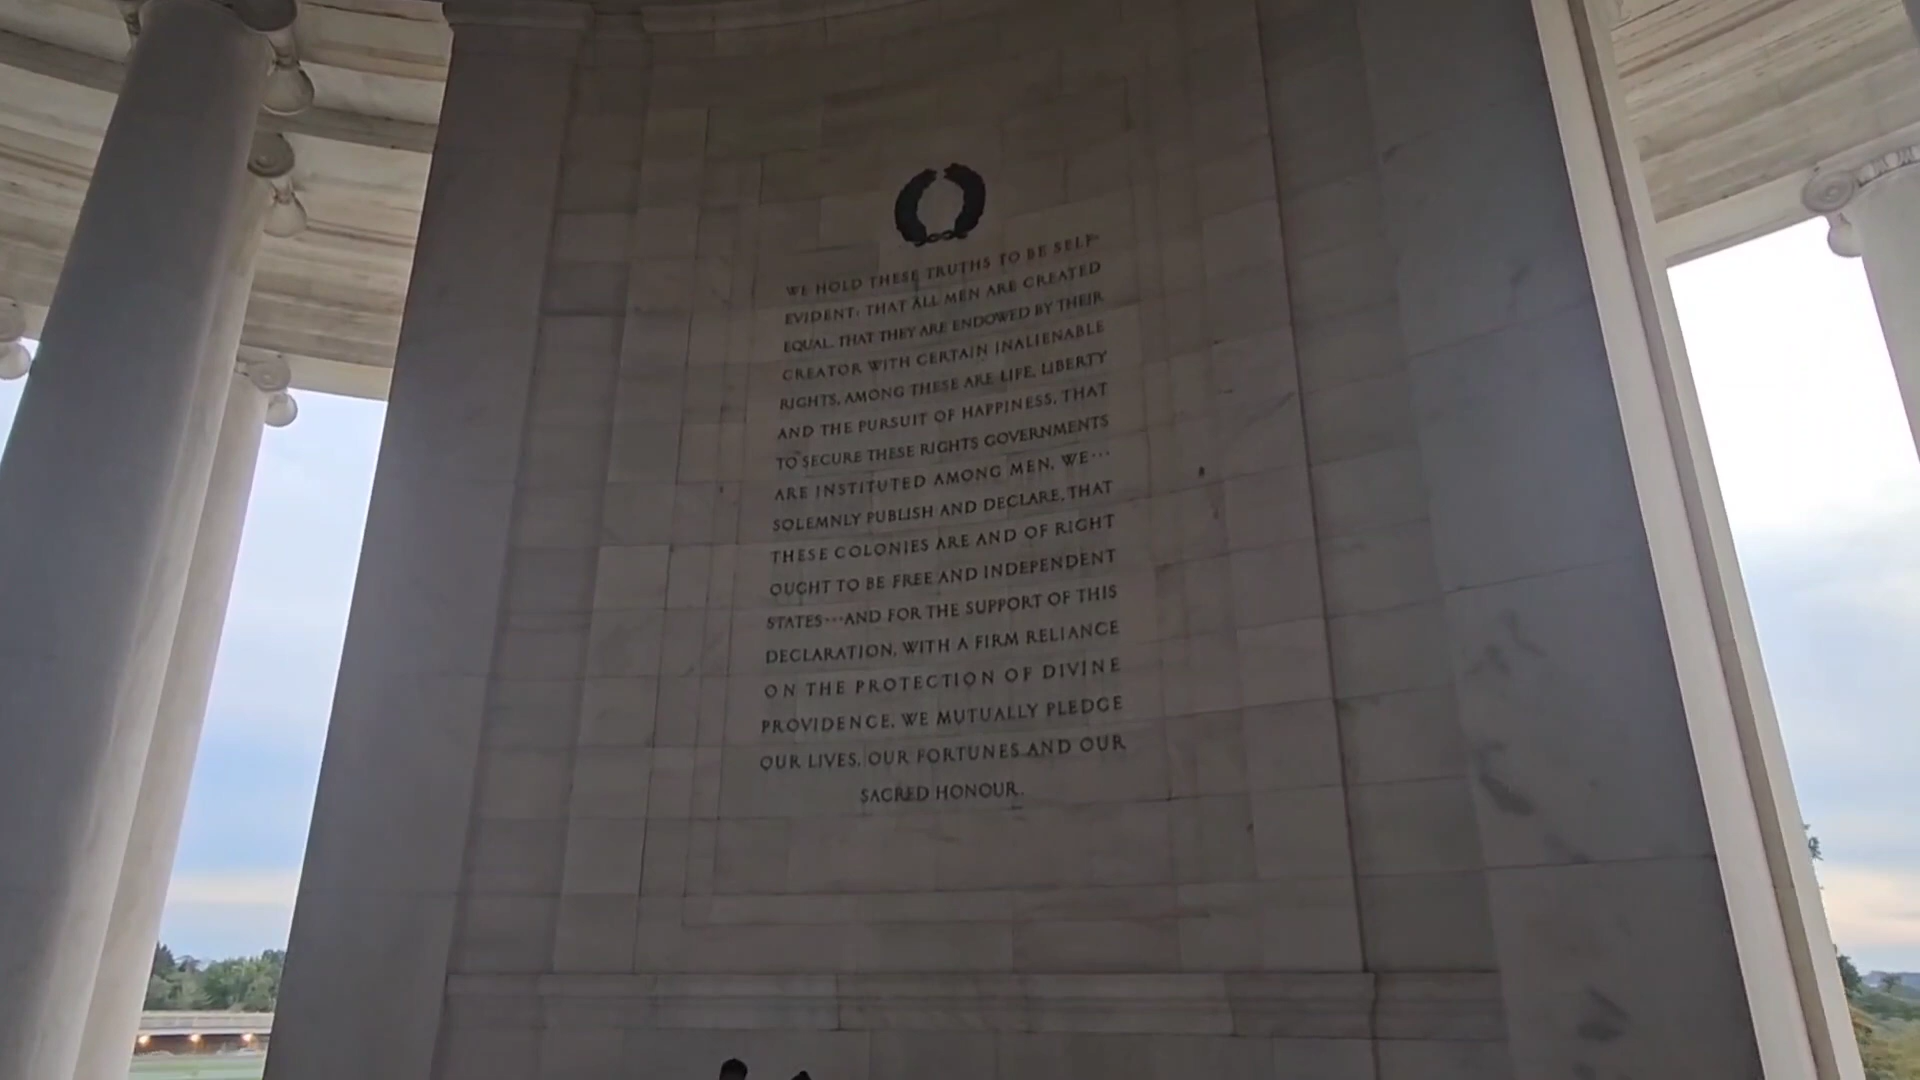 WE HOLD THESE TRUTHS TO BE SELF-
EVIDENT: THAT ALL MEN ARE CREATED
EQUAL, THAT THEY ARE ENDOWED BY THEIR
CREATOR WITH CERTAIN INALIENABLE
RIGHTS, AMONG THESE ARE LIFE, LIBERTY
AND THE PURSUIT OF HAPPINESS, THAT
TO SECURE THESE RIGHTS GOVERNMENTS
ARE INSTITUTED AMONG MEN. WE···
SOLEMNLY PUBLISH AND DECLARE, THAT
THESE COLONIES ARE AND OF RIGHT
OUGHT TO BE FREE AND INDEPENDENT
STATES···AND FOR THE SUPPORT OF THIS
DECLARATION, WITH A FIRM RELIANCE
ON THE PROTECTION OF DIVINE
PROVIDENCE, WE MUTUALLY PLEDGE
OUR LIVES, OUR FORTUNES AND OUR
SACRED HONOUR.